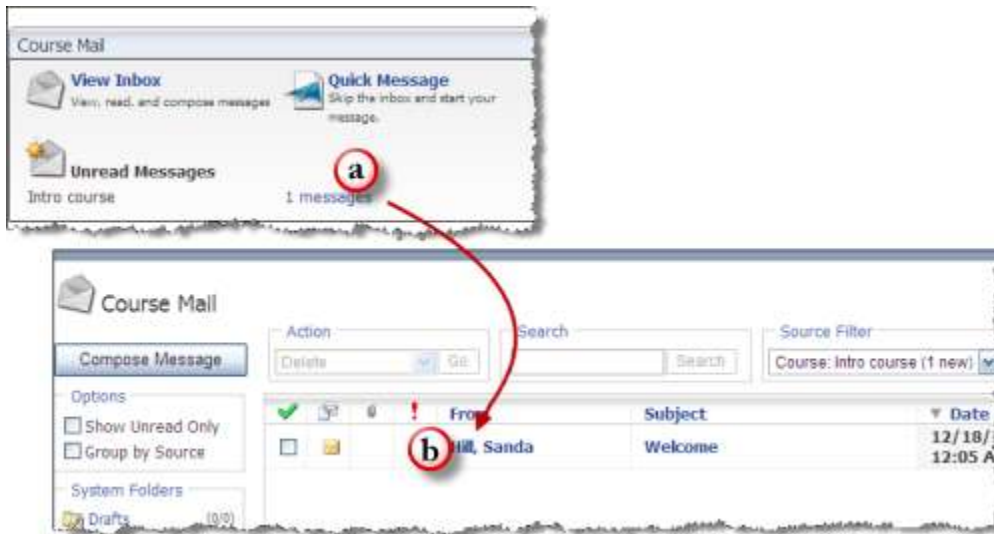 Course Mail
View Inbox
View, read, and compose messages
Quick Message
Skip the inbox and start your
message.
Unread Messages
a
Intro course
1 messages
Course Mail
Compose Message
Action
Delete
Go
Search
Search
Source Filter
Course: Intro course (1 new)
Options
Show Unread Only
Group by Source
! From Subject Date
b Hill, Sanda Welcome 12/18/
12:05 A
System Folders
Drafts (0/0)